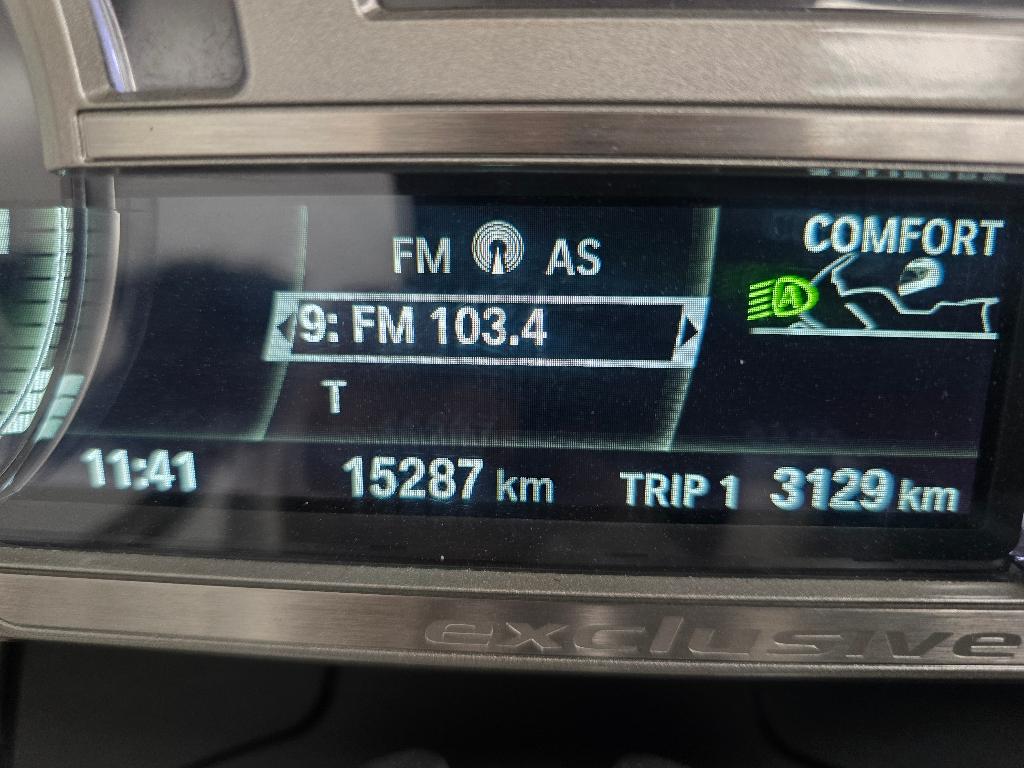 FM AS
COMFORT
A
9: FM 103.4
T
11:41 15287 km TRIP 1 3129 km
exclusive